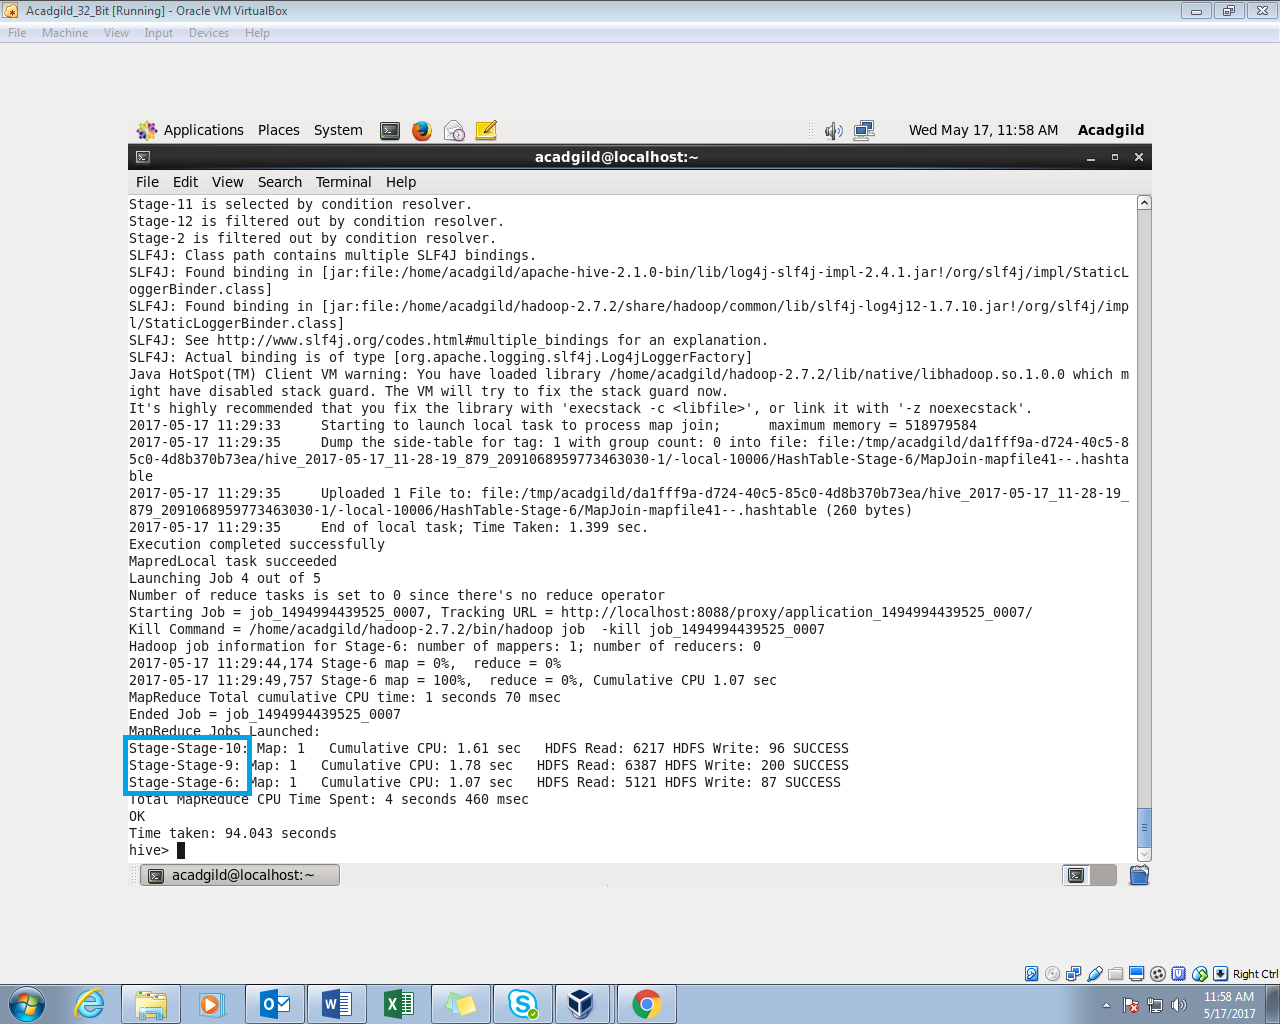 Acadgild_32_Bit [Running] - Oracle VM VirtualBox
File Machine View Input Devices Help
Applications Places System Wed May 17, 11:58 AM Acadgild
acadgild@localhost:~
File Edit View Search Terminal Help
Stage-11 is selected by condition resolver.
Stage-12 is filtered out by condition resolver.
Stage-2 is filtered out by condition resolver.
SLF4J: Class path contains multiple SLF4J bindings.
SLF4J: Found binding in [jar:file:/home/acadgild/apache-hive-2.1.0-bin/lib/log4j-slf4j-impl-2.4.1.jar!/org/slf4j/impl/StaticL
oggerBinder.class]
SLF4J: Found binding in [jar:file:/home/acadgild/hadoop-2.7.2/share/hadoop/common/lib/slf4j-log4j12-1.7.10.jar!/org/slf4j/imp
l/StaticLoggerBinder.class]
SLF4J: See http://www.slf4j.org/codes.html#multiple_bindings for an explanation.
SLF4J: Actual binding is of type [org.apache.logging.slf4j.Log4jLoggerFactory]
Java HotSpot(TM) Client VM warning: You have loaded library /home/acadgild/hadoop-2.7.2/lib/native/libhadoop.so.1.0.0 which m
ight have disabled stack guard. The VM will try to fix the stack guard now.
It's highly recommended that you fix the library with 'execstack -c <libfile>', or link it with '-z noexecstack'.
2017-05-17 11:29:33 Starting to launch local task to process map join; maximum memory = 518979584
2017-05-17 11:29:35 Dump the side-table for tag: 1 with group count: 0 into file: file:/tmp/acadgild/da1fff9a-d724-40c5-8
5c0-4d8b370b73ea/hive_2017-05-17_11-28-19_879_2091068959773463030-1/-local-10006/HashTable-Stage-6/MapJoin-mapfile41--.hashta
ble
2017-05-17 11:29:35 Uploaded 1 File to: file:/tmp/acadgild/da1fff9a-d724-40c5-85c0-4d8b370b73ea/hive_2017-05-17_11-28-19_
879_2091068959773463030-1/-local-10006/HashTable-Stage-6/MapJoin-mapfile41--.hashtable (260 bytes)
2017-05-17 11:29:35 End of local task; Time Taken: 1.399 sec.
Execution completed successfully
MapredLocal task succeeded
Launching Job 4 out of 5
Number of reduce tasks is set to 0 since there's no reduce operator
Starting Job = job_1494994439525_0007, Tracking URL = http://localhost:8088/proxy/application_1494994439525_0007/
Kill Command = /home/acadgild/hadoop-2.7.2/bin/hadoop job  -kill job_1494994439525_0007
Hadoop job information for Stage-6: number of mappers: 1; number of reducers: 0
2017-05-17 11:29:44,174 Stage-6 map = 0%,  reduce = 0%
2017-05-17 11:29:49,757 Stage-6 map = 100%,  reduce = 0%, Cumulative CPU 1.07 sec
MapReduce Total cumulative CPU time: 1 seconds 70 msec
Ended Job = job_1494994439525_0007
MapReduce Jobs Launched:
Stage-Stage-10: Map: 1   Cumulative CPU: 1.61 sec   HDFS Read: 6217 HDFS Write: 96 SUCCESS
Stage-Stage-9: Map: 1   Cumulative CPU: 1.78 sec   HDFS Read: 6387 HDFS Write: 200 SUCCESS
Stage-Stage-6: Map: 1   Cumulative CPU: 1.07 sec   HDFS Read: 5121 HDFS Write: 87 SUCCESS
Total MapReduce CPU Time Spent: 4 seconds 460 msec
OK
Time taken: 94.043 seconds
hive>
acadgild@localhost:~
Right Ctrl
11:58 AM
5/17/2017